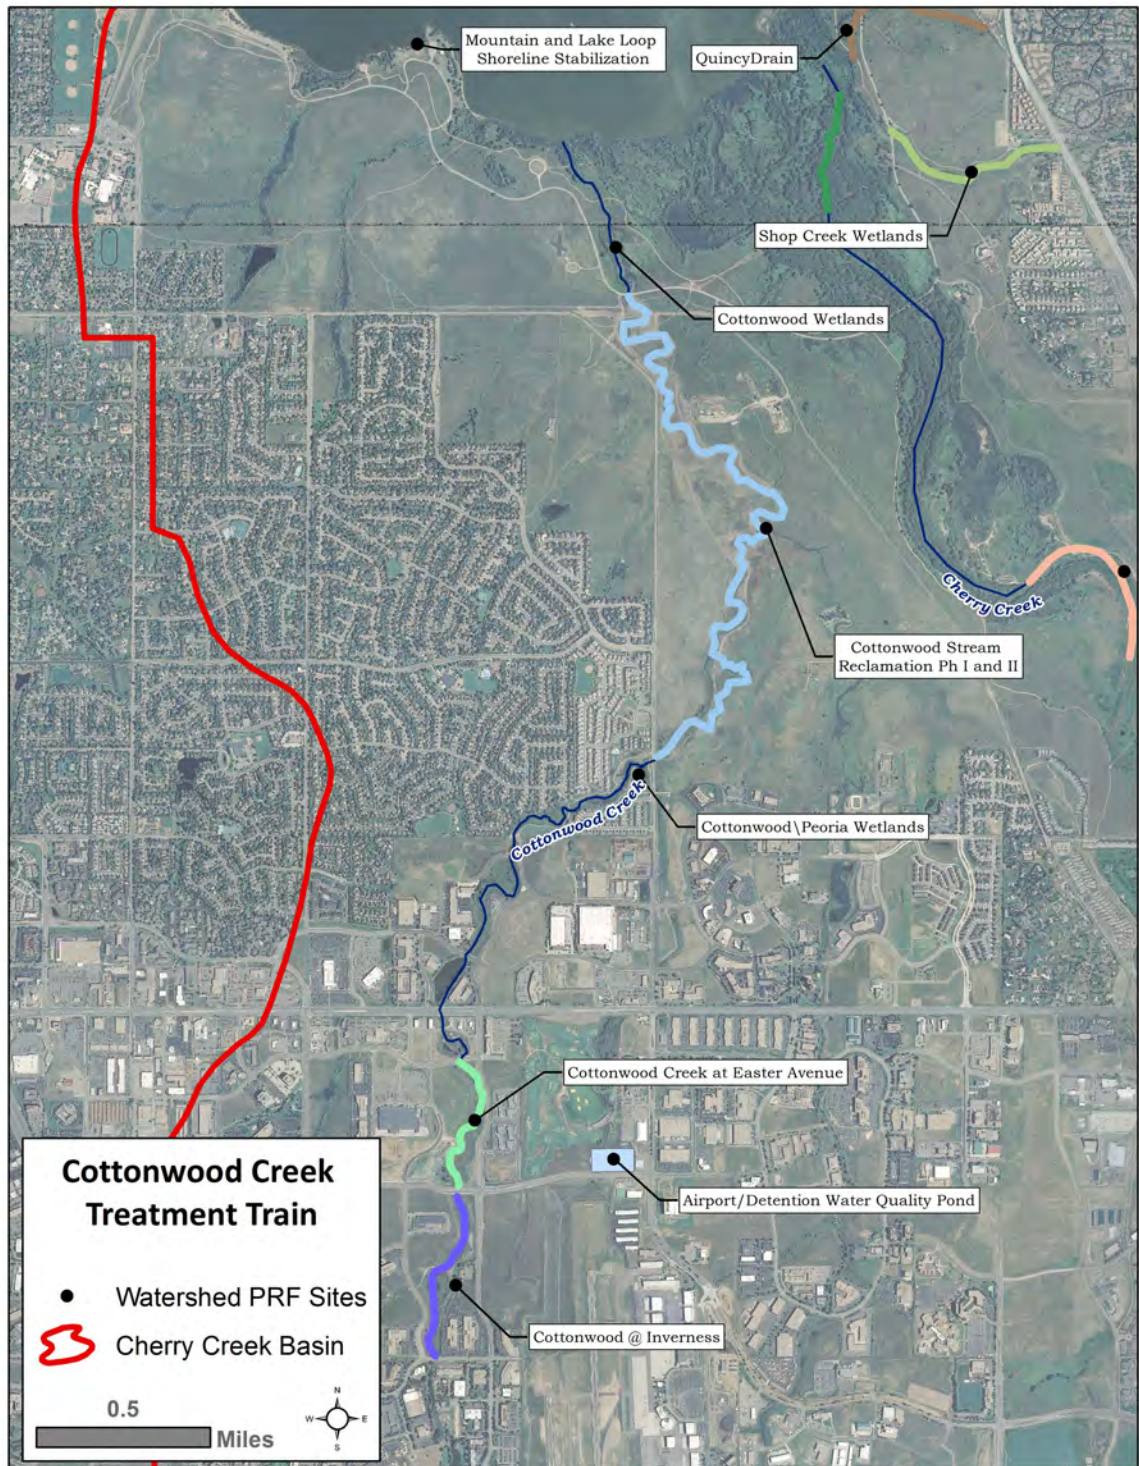 Mountain and Lake Loop
Shoreline Stabilization
QuincyDrain
Shop Creek Wetlands
Cottonwood Wetlands
Cherry Creek
Cottonwood Stream
Reclamation Ph I and II
Cottonwood Creek
Cottonwood\Peoria Wetlands
Cottonwood Creek at Easter Avenue
Airport/Detention Water Quality Pond
Cottonwood @ Inverness
Cottonwood Creek
Treatment Train
Watershed PRF Sites
Cherry Creek Basin
0.5
Miles
N
W
E
S